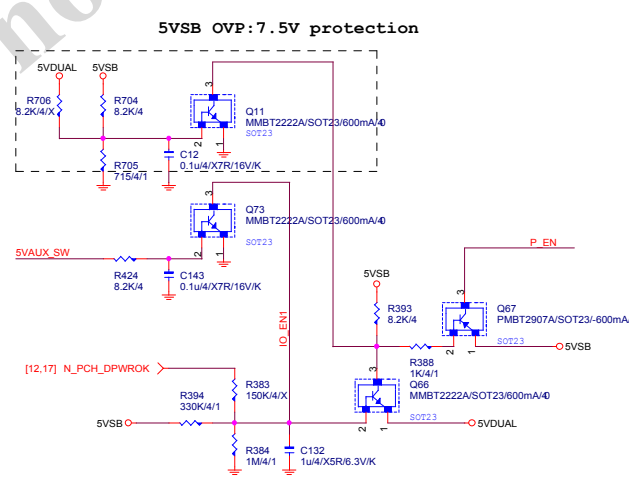 no
5VSB OVP:7.5V protection
5VDUAL 5VSB
3
R706
8.2K/4/X
R704
8.2K/4
Q11
MMBT2222A/SOT23/600mA/40
SOT23
2 1
R705
715/4/1
C12
0.1u/4/X7R/16V/K
3
Q73
MMBT2222A/SOT23/600mA/40
SOT23
2 1
5VAUX_SW
R424
8.2K/4
C143
0.1u/4/X7R/16V/K
P_EN
5VSB
3
R393
8.2K/4
Q67
PMBT2907A/SOT23/-600mA/
SOT23
2 1
5VSB
IO_EN1
R388
1K/4/1
[12,17] N_PCH_DPWROK
3
Q66
MMBT2222A/SOT23/600mA/40
SOT23
2 1
5VDUAL
R383
150K/4/X
R394
330K/4/1
5VSB
R384
1M/4/1
C132
1u/4/X5R/6.3V/K